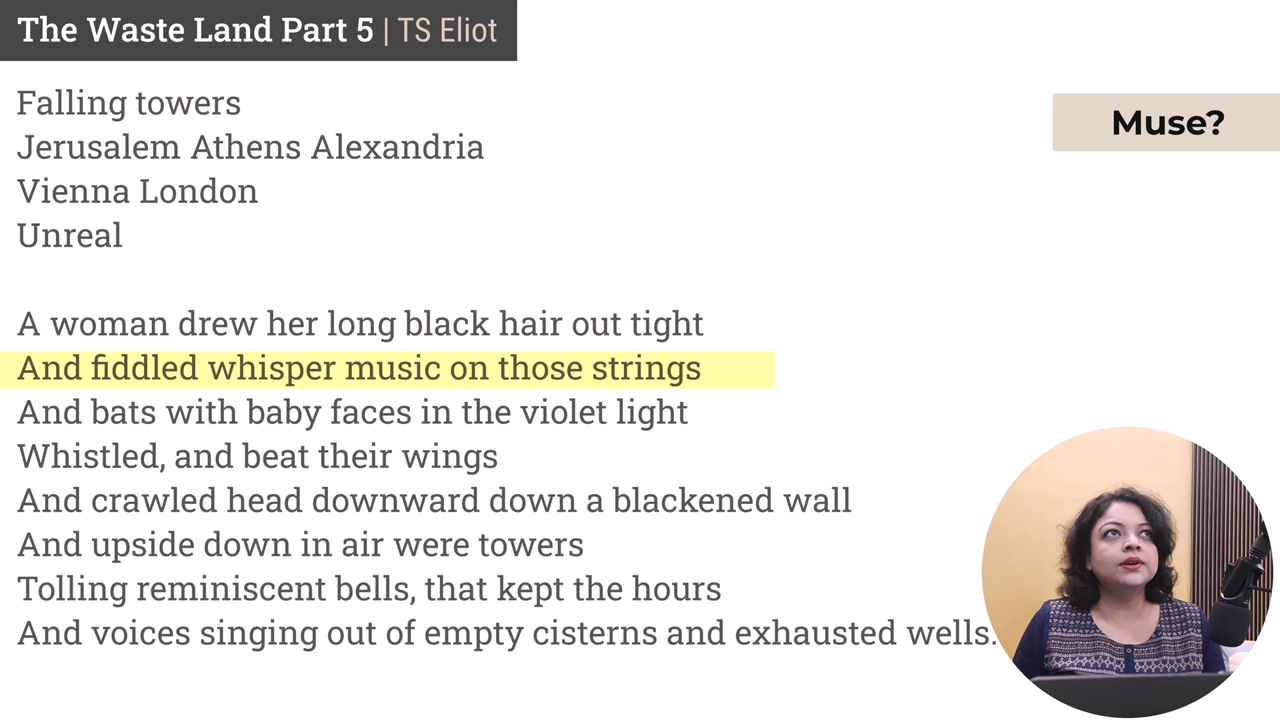 The Waste Land Part 5 | TS Eliot
Muse?
Falling towers
Jerusalem Athens Alexandria
Vienna London
Unreal
A woman drew her long black hair out tight
And fiddled whisper music on those strings
And bats with baby faces in the violet light
Whistled, and beat their wings
And crawled head downward down a blackened wall
And upside down in air were towers
Tolling reminiscent bells, that kept the hours
And voices singing out of empty cisterns and exhausted wells.